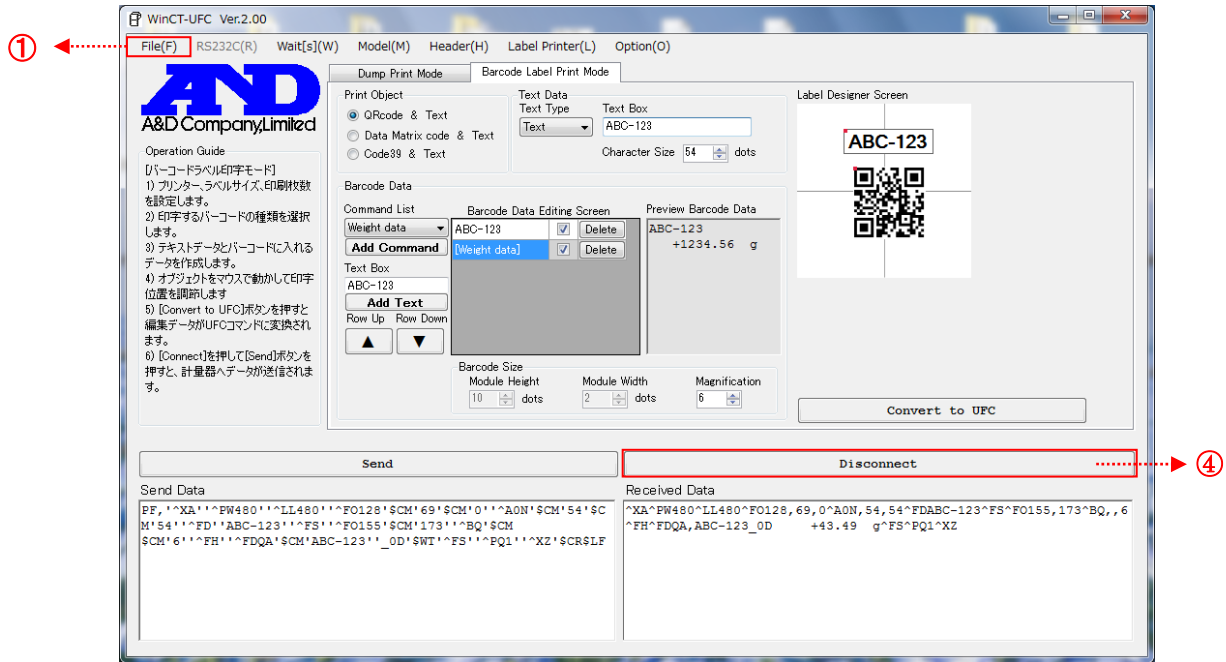 WinCT-UFC Ver.2.00
①
File(F) RS232C(R) Wait[s](W) Model(M) Header(H) Label Printer(L) Option(O)
AND
A&D Company,Limited
Operation Guide
[バーコードラベル印字モード]
1) プリンター、ラベルサイズ、印刷枚数
を設定します。
2) 印字するバーコードの種類を選択
します。
3) テキストデータとバーコードに入れる
データを作成します。
4) オブジェクトをマウスで動かして印字
位置を調節します
5) [Convert to UFC]ボタンを押すと
編集データがUFCコマンドに変換され
ます。
6) [Connect]を押して[Send]ボタンを
押すと、計量器へデータが送信されま
す。
Dump Print Mode Barcode Label Print Mode
Print Object
QRcode & Text
Data Matrix code & Text
Code39 & Text
Text Data
Text Type Text Box
Text ABC-123
Character Size 54 dots
Barcode Data
Command List
Weight data
Add Command
Text Box
ABC-123
Add Text
Row Up Row Down
▲ ▼
Barcode Data Editing Screen
ABC-123 Delete
[Weight data] Delete
Preview Barcode Data
ABC-123
+1234.56 g
Barcode Size
Module Height Module Width Magnification
10 dots 2 dots 6
Label Designer Screen
ABC-123
Convert to UFC
Send
Disconnect
④
Send Data
PF,'^XA''^PW480''^LL480''^FO128'$CM'69'$CM'0''^A0N'$CM'54'$C
M'54''^FD''ABC-123''^FS''^FO155'$CM'173''^BQ'$CM
$CM'6''^FH''^FDQA'$CM'ABC-123''_0D'$WT'^FS''^PQ1''^XZ'$CR$LF
Received Data
^XA^PW480^LL480^FO128,69,0^A0N,54,54^FDABC-123^FS^FO155,173^BQ,,6
^FH^FDQA,ABC-123_0D +43.49 g^FS^PQ1^XZ